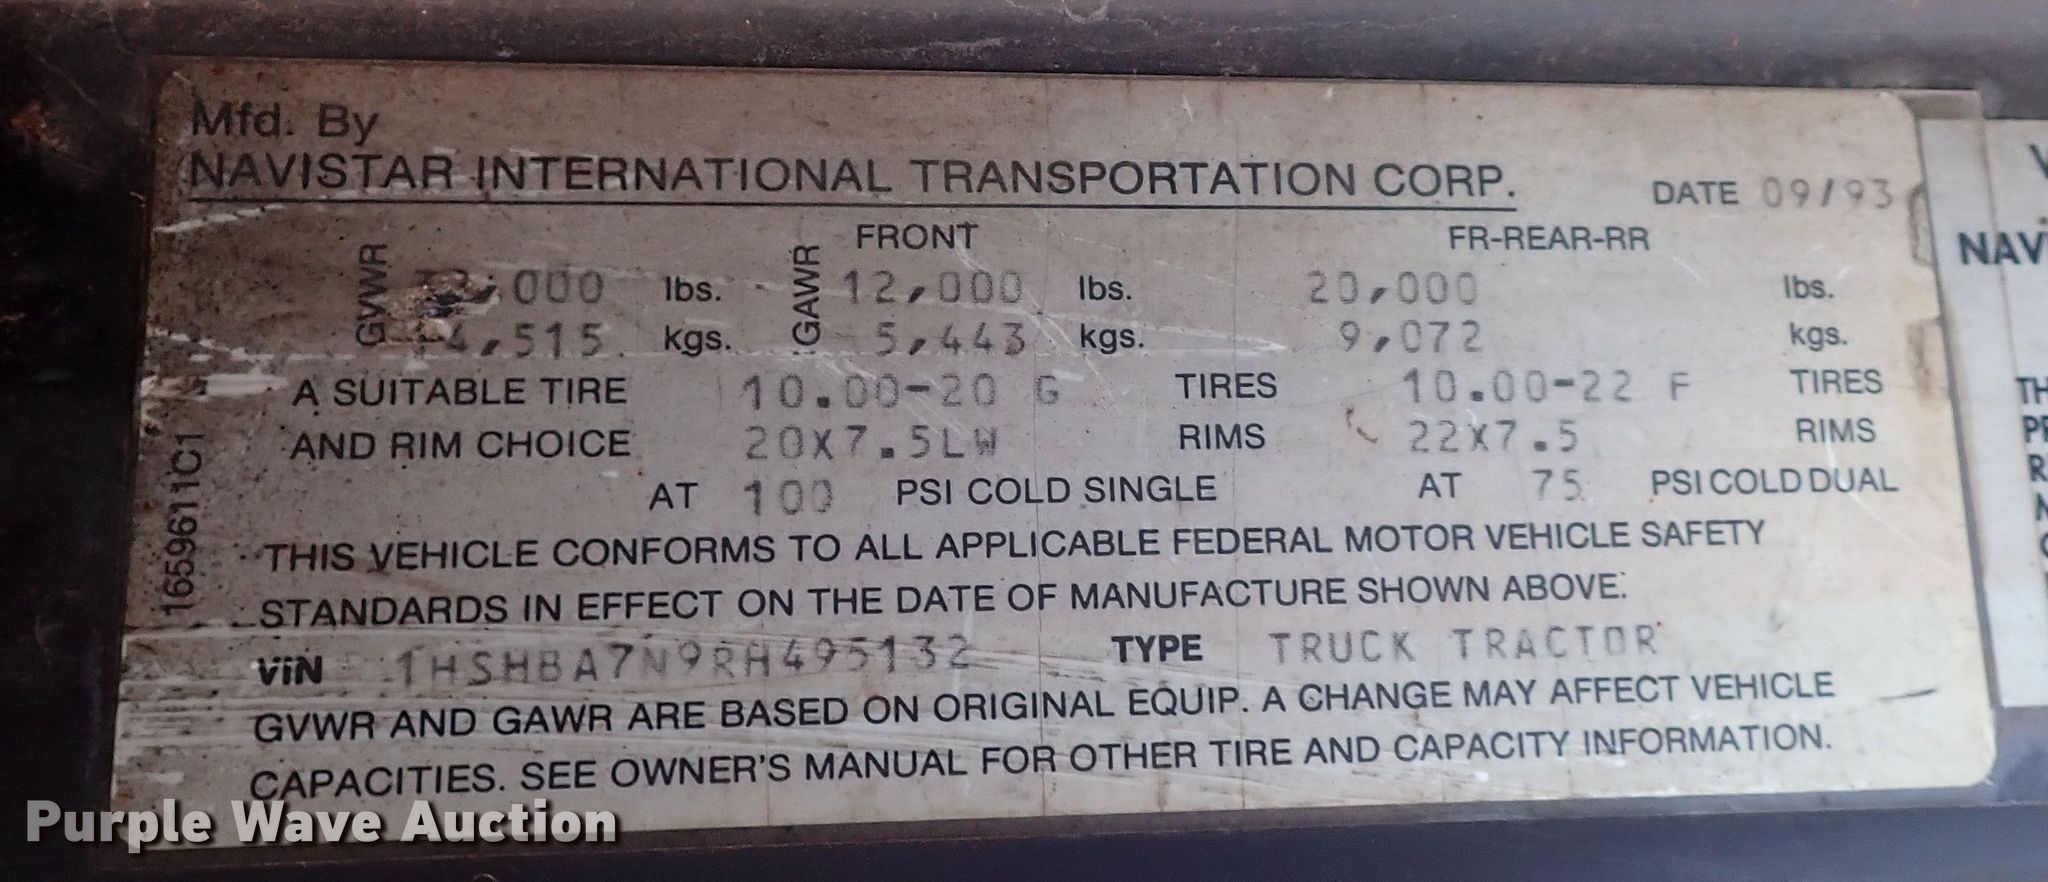 Mfd. By
NAVISTAR INTERNATIONAL TRANSPORTATION CORP. DATE 09/93
FRONT FR-REAR-RR
GVWR 32,000 lbs. GAWR 12,000 lbs. 20,000 lbs.
14,515 kgs. 5,443 kgs. 9,072 kgs.
A SUITABLE TIRE 10.00-20 G TIRES 10.00-22 F TIRES
AND RIM CHOICE 20X7.5LW RIMS 22X7.5 RIMS
AT 100 PSI COLD SINGLE AT 75 PSI COLD DUAL
1659611C1
THIS VEHICLE CONFORMS TO ALL APPLICABLE FEDERAL MOTOR VEHICLE SAFETY
STANDARDS IN EFFECT ON THE DATE OF MANUFACTURE SHOWN ABOVE.
VIN 1HSHBA7N9RH495132 TYPE TRUCK TRACTOR
GVWR AND GAWR ARE BASED ON ORIGINAL EQUIP. A CHANGE MAY AFFECT VEHICLE
CAPACITIES. SEE OWNER'S MANUAL FOR OTHER TIRE AND CAPACITY INFORMATION.
NAV
Purple Wave Auction